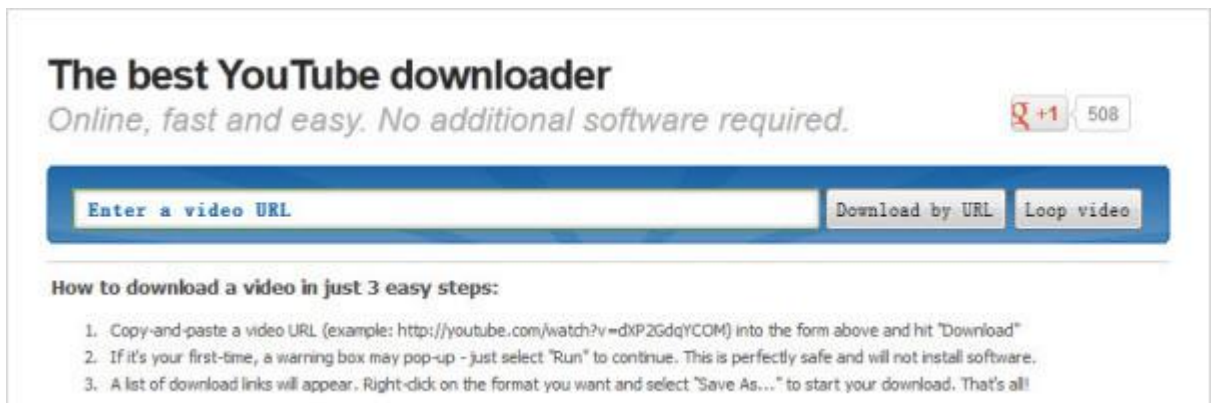 The best YouTube downloader
Online, fast and easy. No additional software required.
g +1 508
Enter a video URL
Download by URL
Loop video
How to download a video in just 3 easy steps:
1. Copy-and-paste a video URL (example: http://youtube.com/watch?v=dXP2GdqYCOM) into the form above and hit "Download"
2. If it's your first-time, a warning box may pop-up - just select "Run" to continue. This is perfectly safe and will not install software.
3. A list of download links will appear. Right-click on the format you want and select "Save As..." to start your download. That's all!